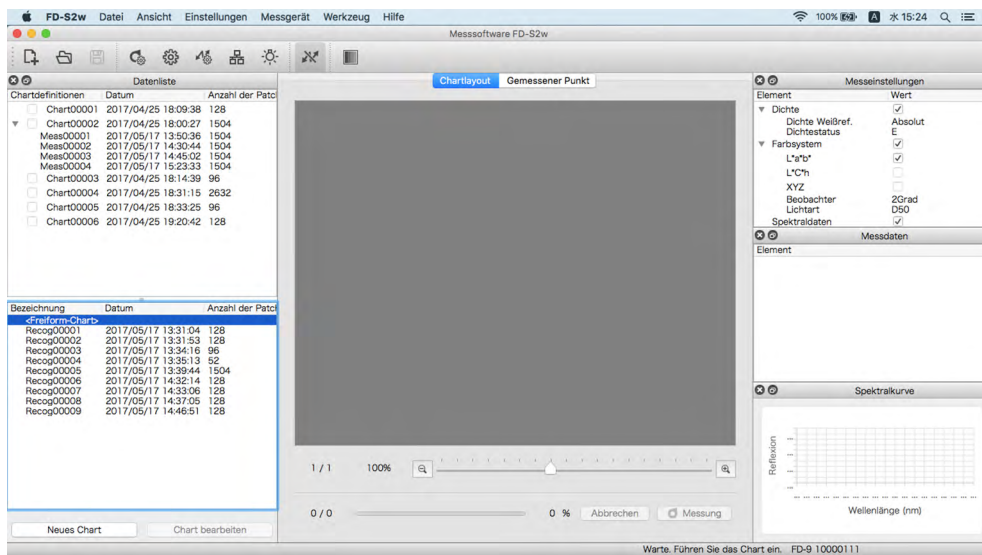 FD-S2w Datei Ansicht Einstellungen Messgerät Werkzeug Hilfe 100% A 水 15:24
Messsoftware FD-S2w
Datenliste
Chartdefinitionen Datum Anzahl der Patch
Chart00001 2017/04/25 18:09:38 128
Chart00002 2017/04/25 18:00:27 1504
Meas00001 2017/05/17 13:50:36 1504
Meas00002 2017/05/17 14:30:44 1504
Meas00003 2017/05/17 14:45:02 1504
Meas00004 2017/05/17 15:23:33 1504
Chart00003 2017/04/25 18:14:39 96
Chart00004 2017/04/25 18:31:15 2632
Chart00005 2017/04/25 18:33:25 96
Chart00006 2017/04/25 19:20:42 128
Bezeichnung Datum Anzahl der Patch
<Freiform-Chart>
Recog00001 2017/05/17 13:31:04 128
Recog00002 2017/05/17 13:31:53 128
Recog00003 2017/05/17 13:34:16 96
Recog00004 2017/05/17 13:35:13 52
Recog00005 2017/05/17 13:39:44 1504
Recog00006 2017/05/17 14:32:14 128
Recog00007 2017/05/17 14:33:06 128
Recog00008 2017/05/17 14:37:05 128
Recog00009 2017/05/17 14:46:51 128
Neues Chart Chart bearbeiten
Chartlayout Gemessener Punkt
1 / 1 100%
0 / 0 0 % Abbrechen Messung
Messeinstellungen
Element Wert
Dichte
Dichte Weißref. Absolut
Dichtestatus E
Farbsystem
L*a*b*
L*C*h
XYZ
Beobachter 2Grad
Lichtart D50
Spektraldaten
Messdaten
Element
Spektralkurve
Reflexion
Wellenlänge (nm)
Warte. Führen Sie das Chart ein. FD-9 10000111